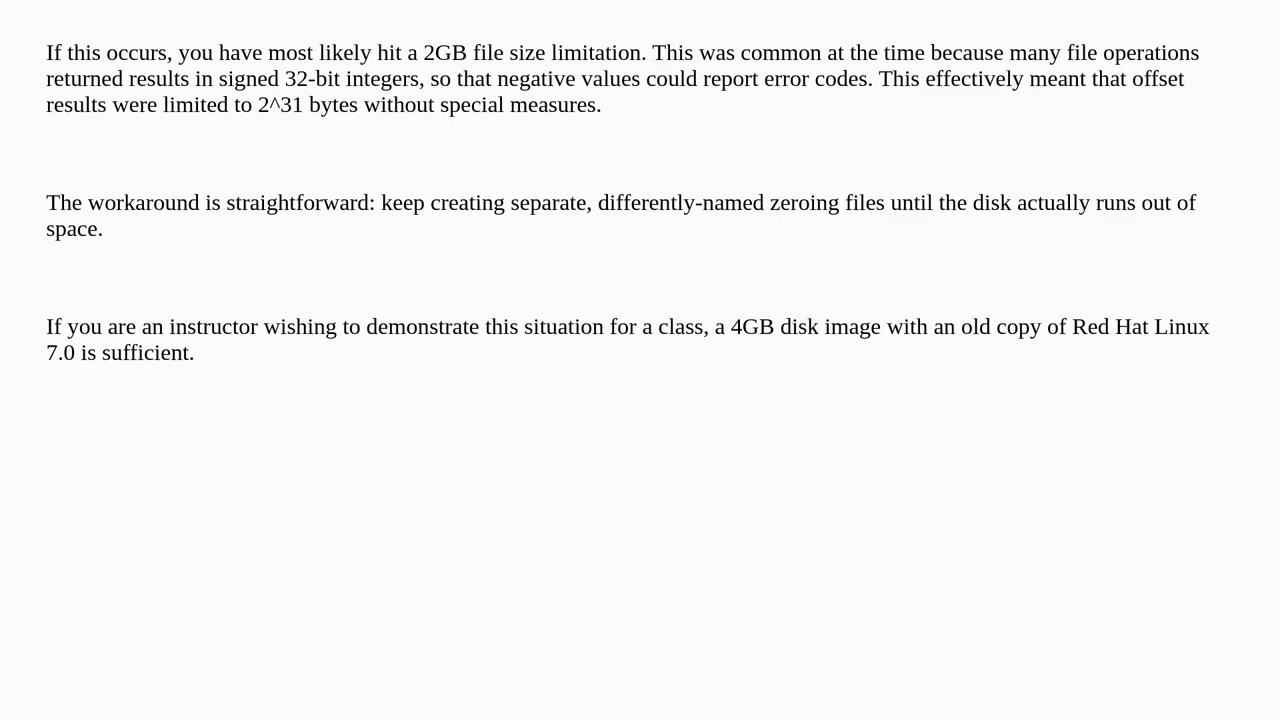 If this occurs, you have most likely hit a 2GB file size limitation. This was common at the time because many file operations
returned results in signed 32-bit integers, so that negative values could report error codes. This effectively meant that offset
results were limited to 2^31 bytes without special measures.
The workaround is straightforward: keep creating separate, differently-named zeroing files until the disk actually runs out of
space.
If you are an instructor wishing to demonstrate this situation for a class, a 4GB disk image with an old copy of Red Hat Linux
7.0 is sufficient.